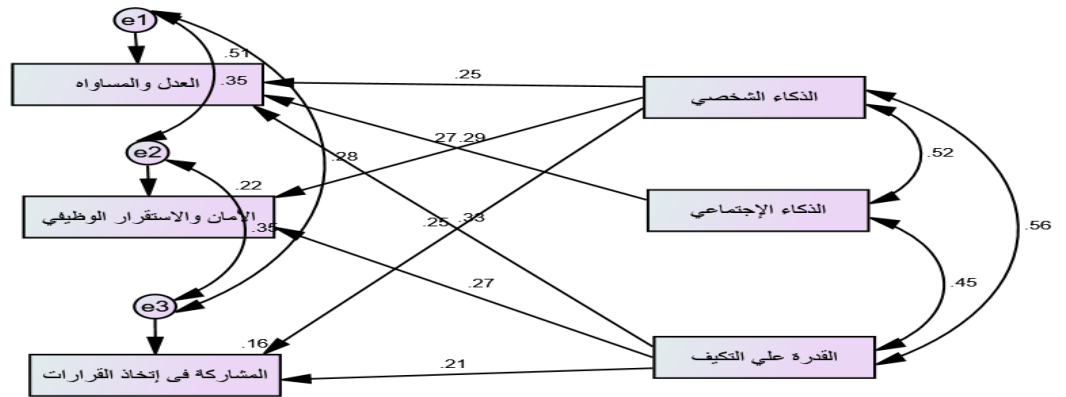 e1
.51
العدل والمساواه
.35
.25
الذكاء الشخصي
e2
.27
.29
.28
.52
.22
الأمان والاستقرار الوظيفي
.35
.25
.33
الذكاء الإجتماعي
.56
.27
.45
e3
.16
المشاركة فى إتخاذ القرارات
.21
القدرة علي التكيف